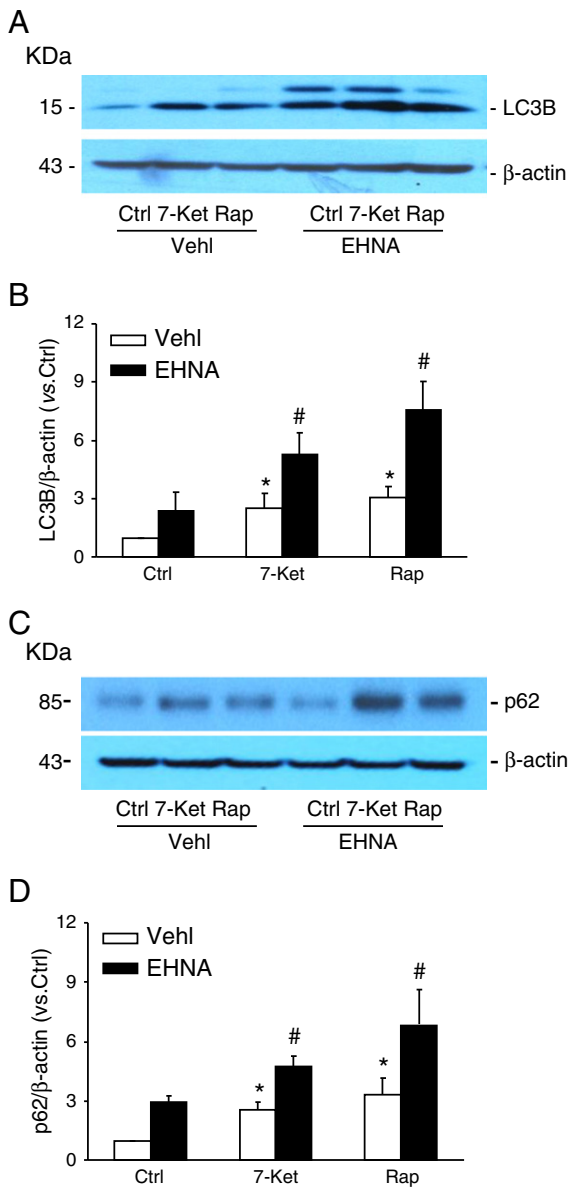 A
KDa
15 -
- LC3B
43 -
- β-actin
Ctrl 7-Ket Rap
Ctrl 7-Ket Rap
Vehl
EHNA
B
LC3B/β-actin (vs.Ctrl)
12
9
6
3
0
Vehl
EHNA
*
#
*
#
Ctrl
7-Ket
Rap
C
KDa
85-
- p62
43-
- β-actin
Ctrl 7-Ket Rap
Ctrl 7-Ket Rap
Vehl
EHNA
D
p62/β-actin (vs.Ctrl)
12
9
6
3
0
Vehl
EHNA
*
#
*
#
Ctrl
7-Ket
Rap